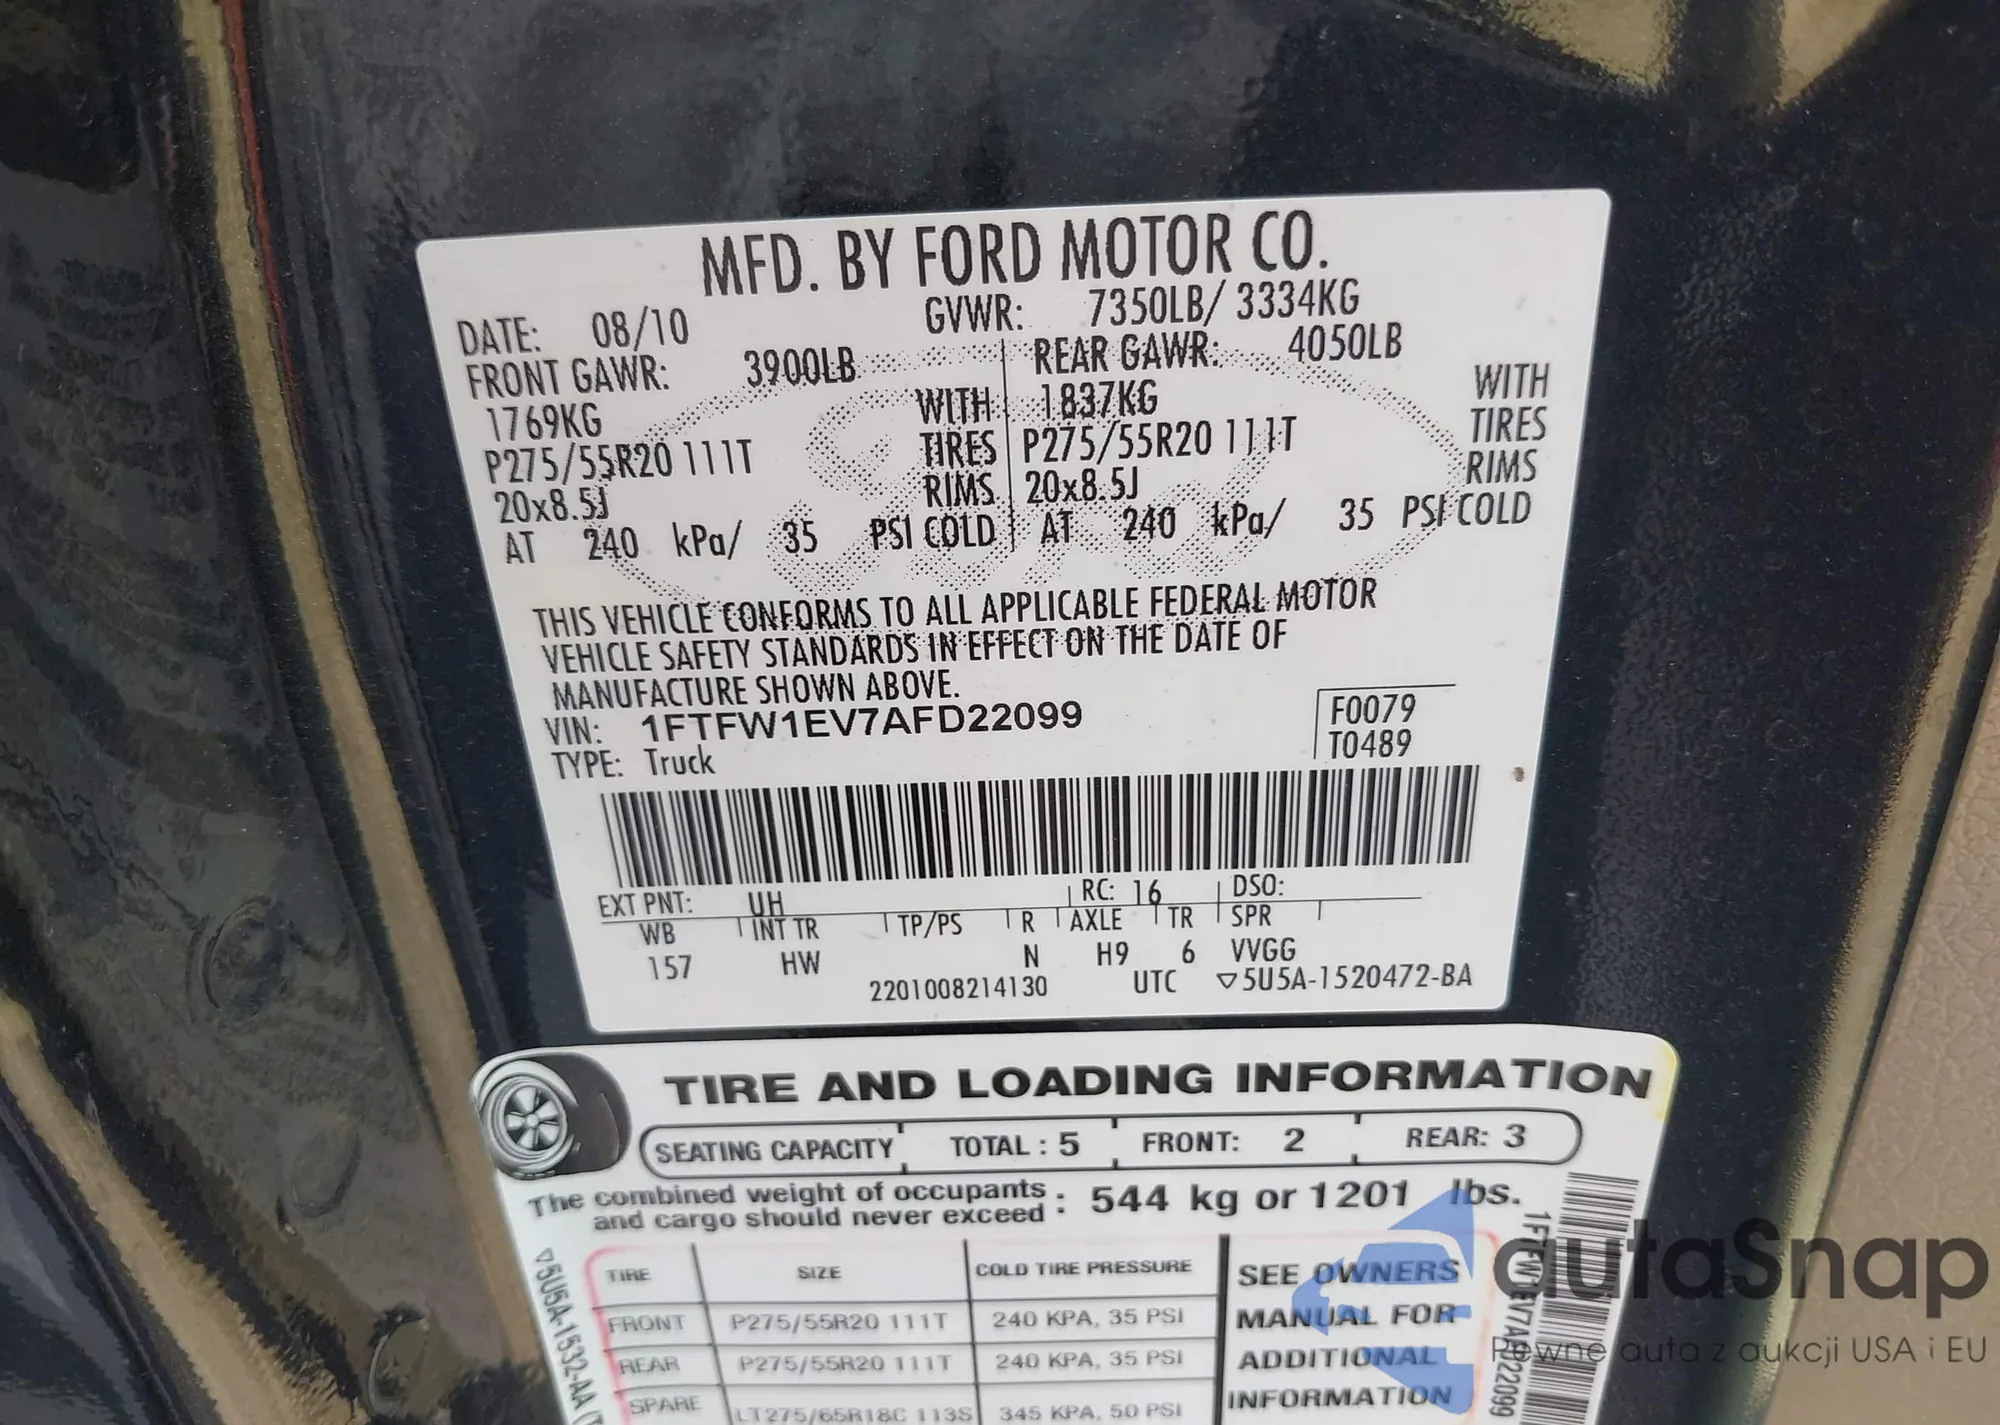 MFD. BY FORD MOTOR CO.
DATE: 08/10 GVWR: 7350LB/ 3334KG
FRONT GAWR: 3900LB REAR GAWR: 4050LB
1769KG WITH 1837KG WITH
P275/55R20 111T TIRES P275/55R20 111T TIRES
20x8.5J RIMS 20x8.5J RIMS
AT 240 kPa/ 35 PSI COLD AT 240 kPa/ 35 PSI COLD
THIS VEHICLE CONFORMS TO ALL APPLICABLE FEDERAL MOTOR
VEHICLE SAFETY STANDARDS IN EFFECT ON THE DATE OF
MANUFACTURE SHOWN ABOVE.
VIN: 1FTFW1EV7AFD22099 F0079
TYPE: Truck T0489
EXT PNT: UH RC: 16 DSO:
WB INT TR TP/PS R AXLE TR SPR
157 HW N H9 6 VVGG
2201008214130 UTC ▽5U5A-1520472-BA
TIRE AND LOADING INFORMATION
SEATING CAPACITY TOTAL : 5 FRONT: 2 REAR: 3
The combined weight of occupants
and cargo should never exceed : 544 kg or 1201 lbs.
TIRE SIZE COLD TIRE PRESSURE SEE OWNERS
FRONT P275/55R20 111T 240 KPA, 35 PSI MANUAL FOR
REAR P275/55R20 111T 240 KPA, 35 PSI ADDITIONAL
SPARE LT275/65R18C 113S 345 KPA, 50 PSI INFORMATION
▽5U5A-1532-AA
1FTFW1EV7AFD22099
autaSnap
Pewne auta z aukcji USA i EU